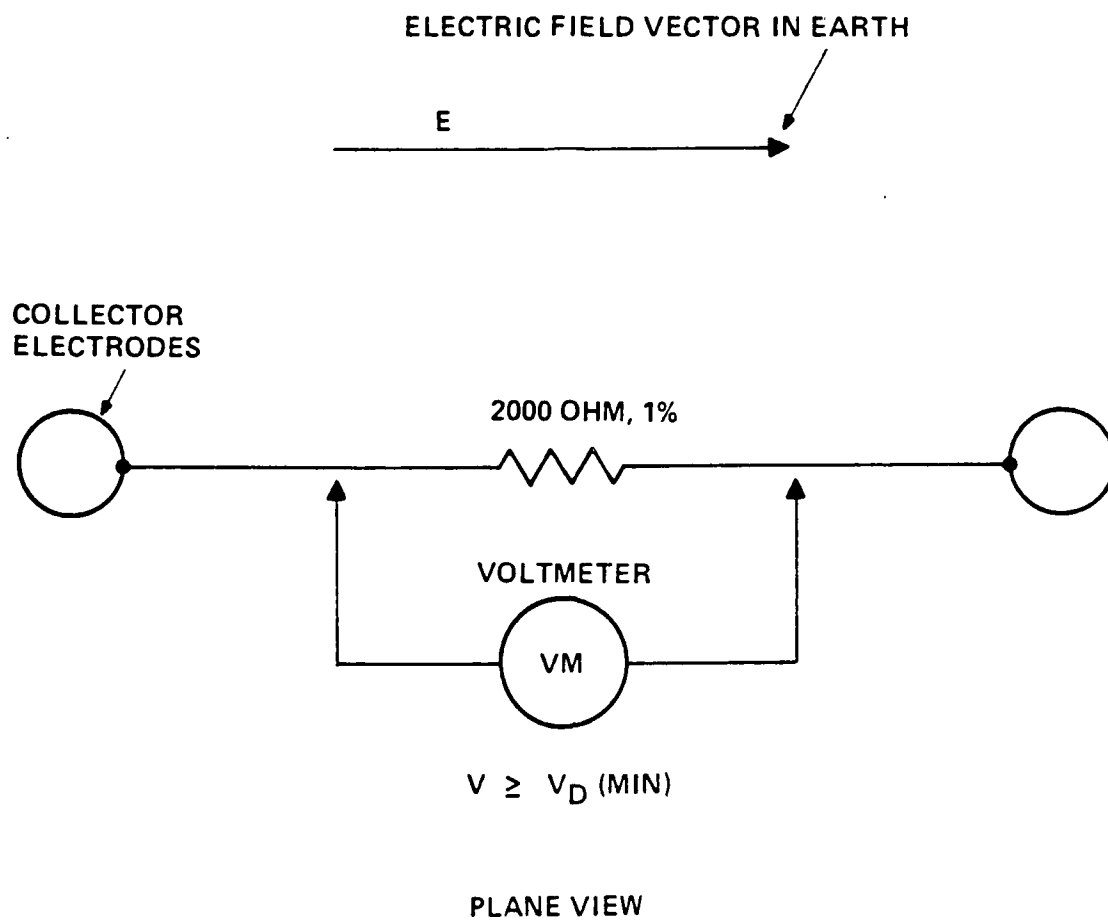 ELECTRIC FIELD VECTOR IN EARTH
E
COLLECTOR
ELECTRODES
2000 OHM, 1%
VOLTMETER
VM
V ≥ VD (MIN)
PLANE VIEW